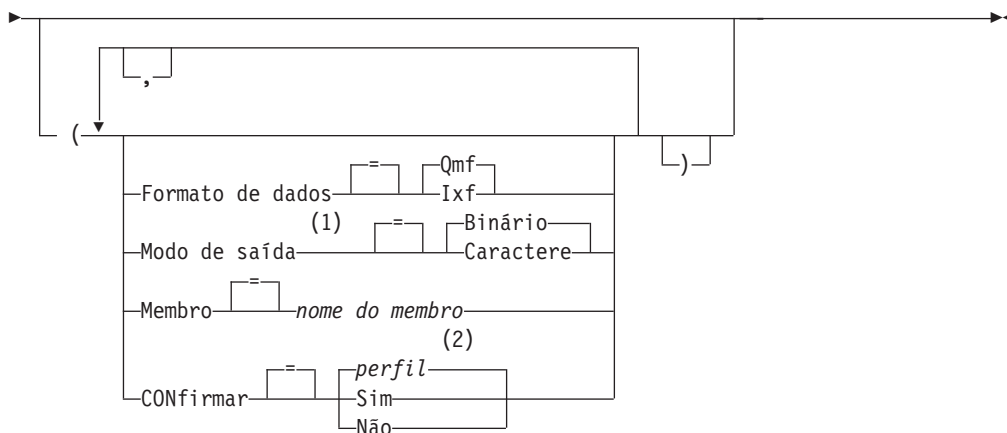 ,
(
)
Formato de dados = Qmf
Ixf
(1)
Modo de saída = Binário
Caractere
Membro = nome do membro
(2)
CONfirmar = perfil
Sim
Não